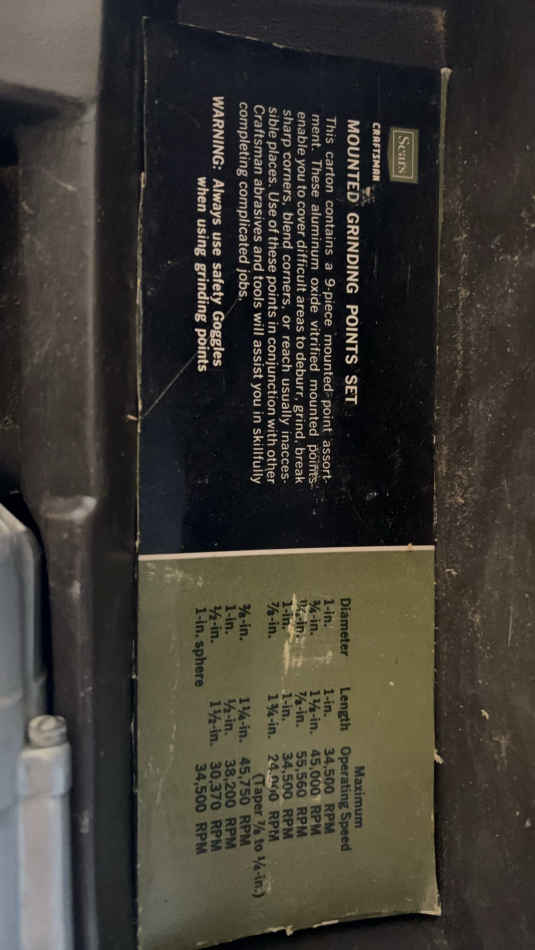 Sears
CRAFTSMAN
MOUNTED GRINDING POINTS SET
This carton contains a 9-piece mounted point assort-
ment. These aluminum oxide vitrified mounted points
enable you to cover difficult areas to deburr, grind, break
sharp corners, blend corners, or reach usually inacces-
sible places. Use of these points in conjunction with other
Craftsman abrasives and tools will assist you in skillfully
completing complicated jobs.
WARNING: Always use safety Goggles
when using grinding points
Maximum
Diameter Length Operating Speed
1-in. 1-in. 34,500 RPM
¾-in. 1⅛-in. 45,000 RPM
⅞-in. 55,560 RPM
1-in. 1-in. 34,500 RPM
⅞-in. 1¾-in. RPM
(Taper ⅞ to ¼-in.)
⅜-in. 1¼-in. 45,750 RPM
1-in. ½-in. 38,200 RPM
½-in. 1½-in. 30,370 RPM
1-in. sphere 34,500 RPM